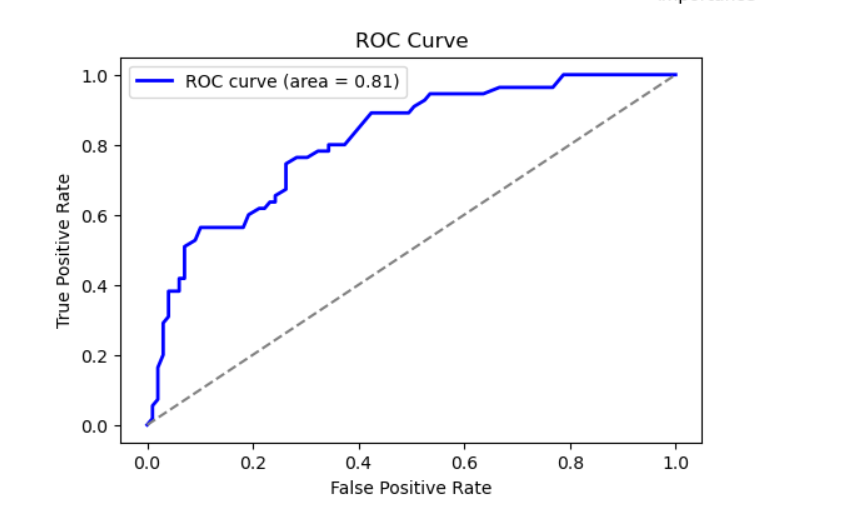 ROC Curve
ROC curve (area = 0.81)
1.0
0.8
0.6
0.4
0.2
0.0
True Positive Rate
0.0 0.2 0.4 0.6 0.8 1.0
False Positive Rate